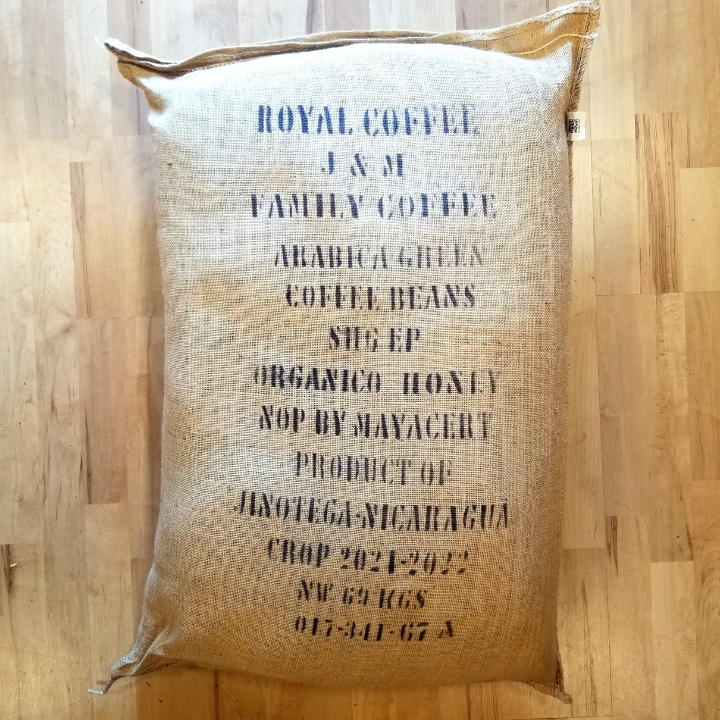 ROYAL COFFEE
J & M
FAMILY COFFEE
ARABICA GREEN
COFFEE BEANS
SHG EP
ORGANICO HONEY
NOP BY MAYACERT
PRODUCT OF
JINOTEGA-NICARAGUA
CROP 2021-2022
NW 69 KGS
017-341-67 A